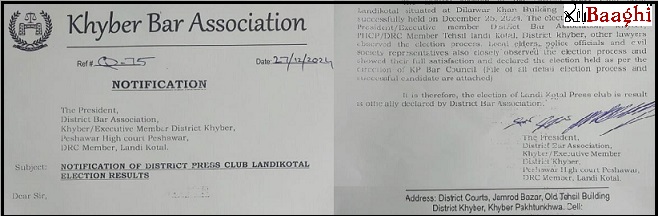 Khyber Bar Association
Ref # Q-75 Date: 27/12/2024
NOTIFICATION
The President,
District Bar Association,
Khyber/Executive Member District Khyber,
Peshawar High court Peshawar,
DRC Member, Landi Kotal.
Subject: NOTIFICATION OF DISTRICT PRESS CLUB LANDIKOTAL
ELECTION RESULTS
Dear Sir,
Baaghi
Landikotal situated at Dilawar Khan Building
successfully held on December 25, 2024. The
President/Executive member District Bar Association,
PHCP/DRC Member Tehsil landi kotal, District khyber, other lawyers
observed the election process. Local elders, police officials and civil
society representatives also closely observed the election process and
showed their full satisfaction and declared the election held as per the
direction of KP Bar Council (File of all detail election process and
successful candidate are attached)
It is therefore, the election of Landi Kotal Press club is result
is officially declared by District Bar Association.
The President,
District Bar Association,
Khyber/Executive Member
District Khyber,
Peshawar High court Peshawar,
DRC Member, Landi Kotal.
Address: District Courts, Jamrod Bazar, Old Tehsil Building
District Khyber, Khyber Pakhtunkhwa. Cell: